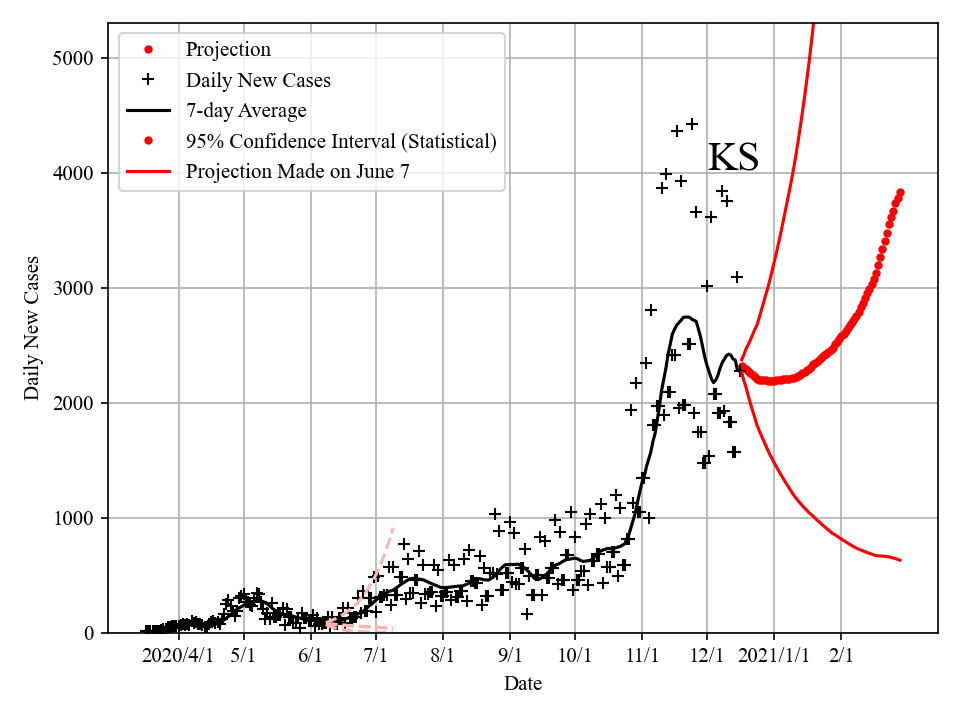 Projection
Daily New Cases
7-day Average
95% Confidence Interval (Statistical)
Projection Made on June 7
KS
5000
4000
3000
2000
1000
0
Daily New Cases
2020/4/1 5/1 6/1 7/1 8/1 9/1 10/1 11/1 12/1 2021/1/1 2/1
Date